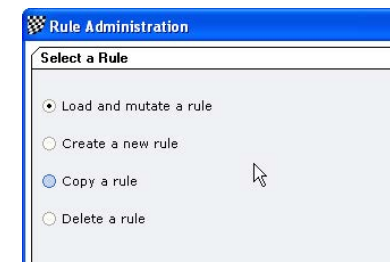 Rule Administration
Select a Rule
Load and mutate a rule
Create a new rule
Copy a rule
Delete a rule